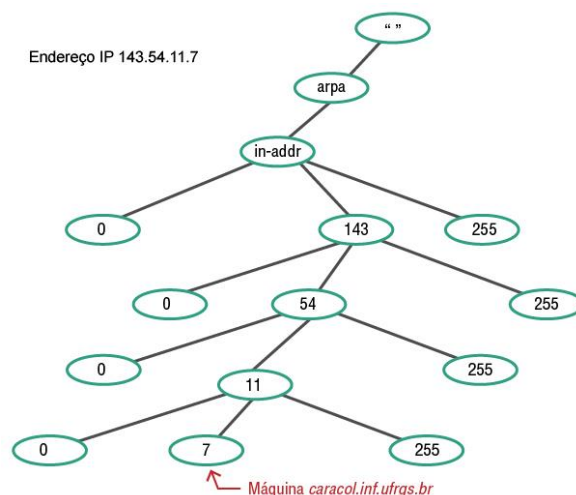 “ ”
Endereço IP 143.54.11.7
arpa
in-addr
0 143 255
0 54 255
0 11 255
0 7 255
Máquina caracol.inf.ufrgs.br